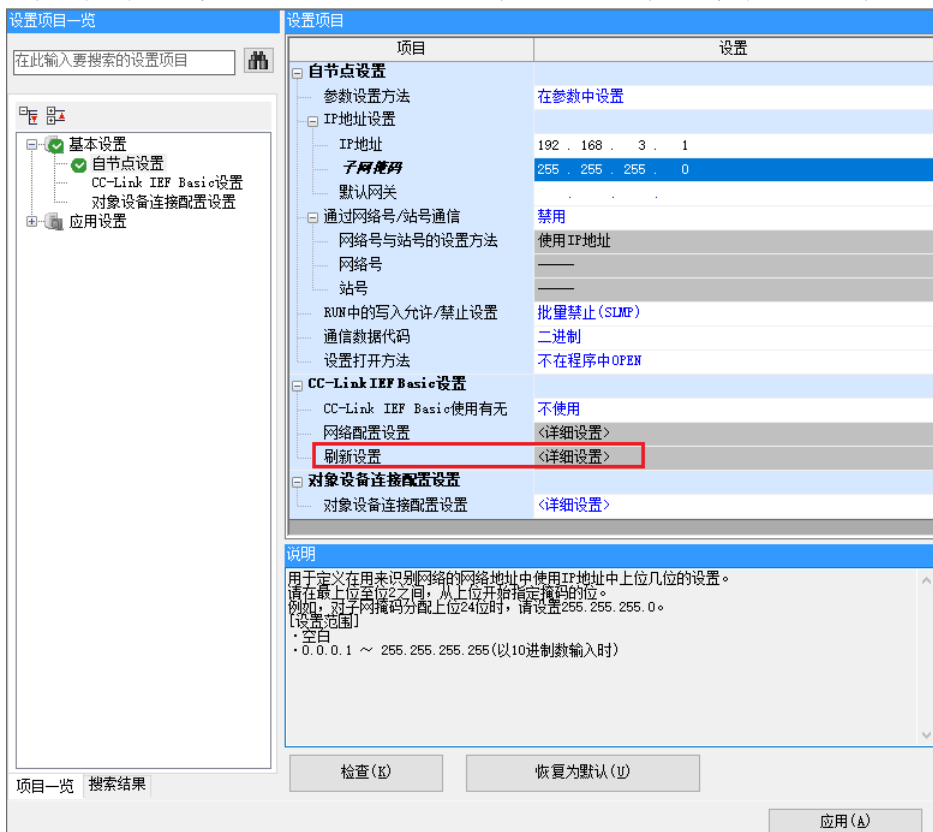 设置项目一览
在此输入要搜索的设置项目
基本设置
自节点设置
CC-Link IEF Basic设置
对象设备连接配置设置
应用设置
项目一览 搜索结果
设置项目
项目 设置
自节点设置
参数设置方法 在参数中设置
IP地址设置
IP地址 192 . 168 . 3 . 1
子网掩码 255 . 255 . 255 . 0
默认网关 . . .
通过网络号/站号通信 禁用
网络号与站号的设置方法 使用IP地址
网络号 ——
站号 ——
RUN中的写入允许/禁止设置 批量禁止(SLMP)
通信数据代码 二进制
设置打开方法 不在程序中OPEN
CC-Link IEF Basic设置
CC-Link IEF Basic使用有无 不使用
网络配置设置 <详细设置>
刷新设置 <详细设置>
对象设备连接配置设置
对象设备连接配置设置 <详细设置>
说明
用于定义在用来识别网络的网络地址中使用IP地址中上位几位的设置。
请在最上位至位2之间，从上位开始指定掩码的位。
例如，对子网掩码分配上位24位时，请设置255.255.255.0。
[设置范围]
・空白
・0.0.0.1 ～ 255.255.255.255(以10进制数输入时)
检查(K) 恢复为默认(U)
应用(A)